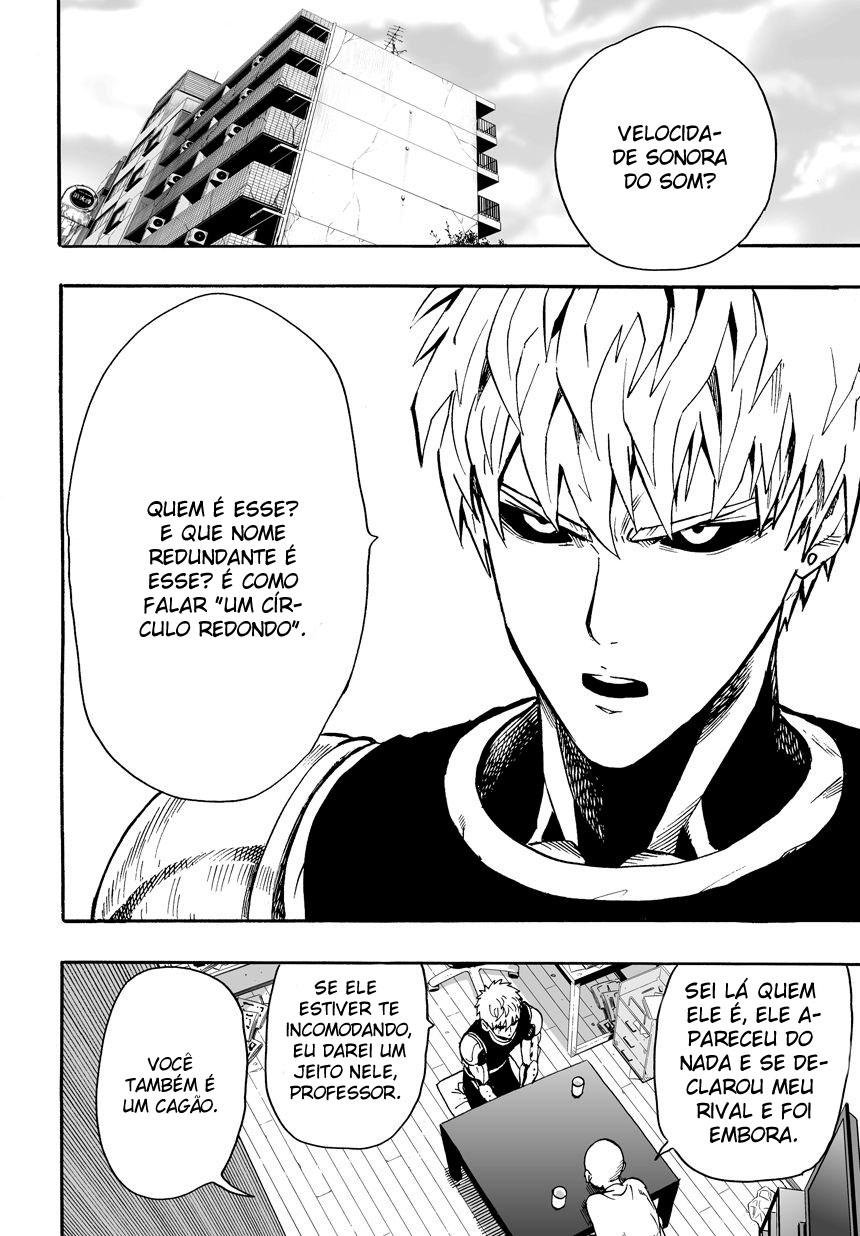 VELOCIDA-
DE SONORA
DO SOM?
QUEM É ESSE?
E QUE NOME
REDUNDANTE É
ESSE? É COMO
FALAR "UM CÍR-
CULO REDONDO".
SEI LÁ QUEM
ELE É, ELE A-
PARECEU DO
NADA E SE DE-
CLAROU MEU
RIVAL E FOI
EMBORA.
SE ELE
ESTIVER TE
INCOMODANDO,
EU DAREI UM
JEITO NELE,
PROFESSOR.
VOCÊ
TAMBÉM É
UM CAGÃO.